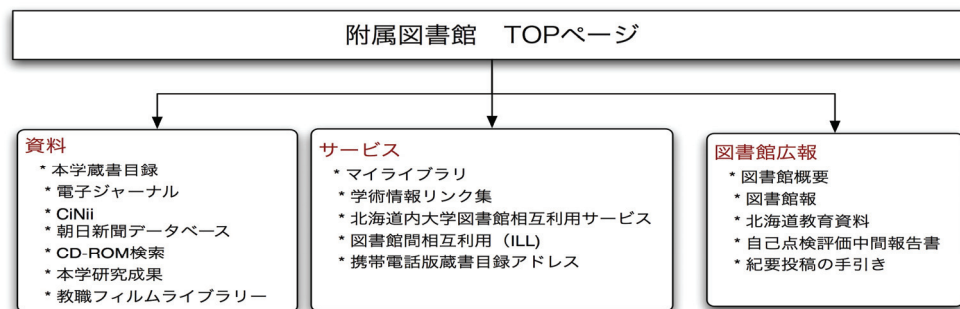 附属図書館　TOPページ
資料
* 本学蔵書目録
* 電子ジャーナル
* CiNii
* 朝日新聞データベース
* CD-ROM検索
* 本学研究成果
* 教職フィルムライブラリー
サービス
* マイライブラリ
* 学術情報リンク集
* 北海道内大学図書館相互利用サービス
* 図書館間相互利用（ILL)
* 携帯電話版蔵書目録アドレス
図書館広報
* 図書館概要
* 図書館報
* 北海道教育資料
* 自己点検評価中間報告書
* 紀要投稿の手引き